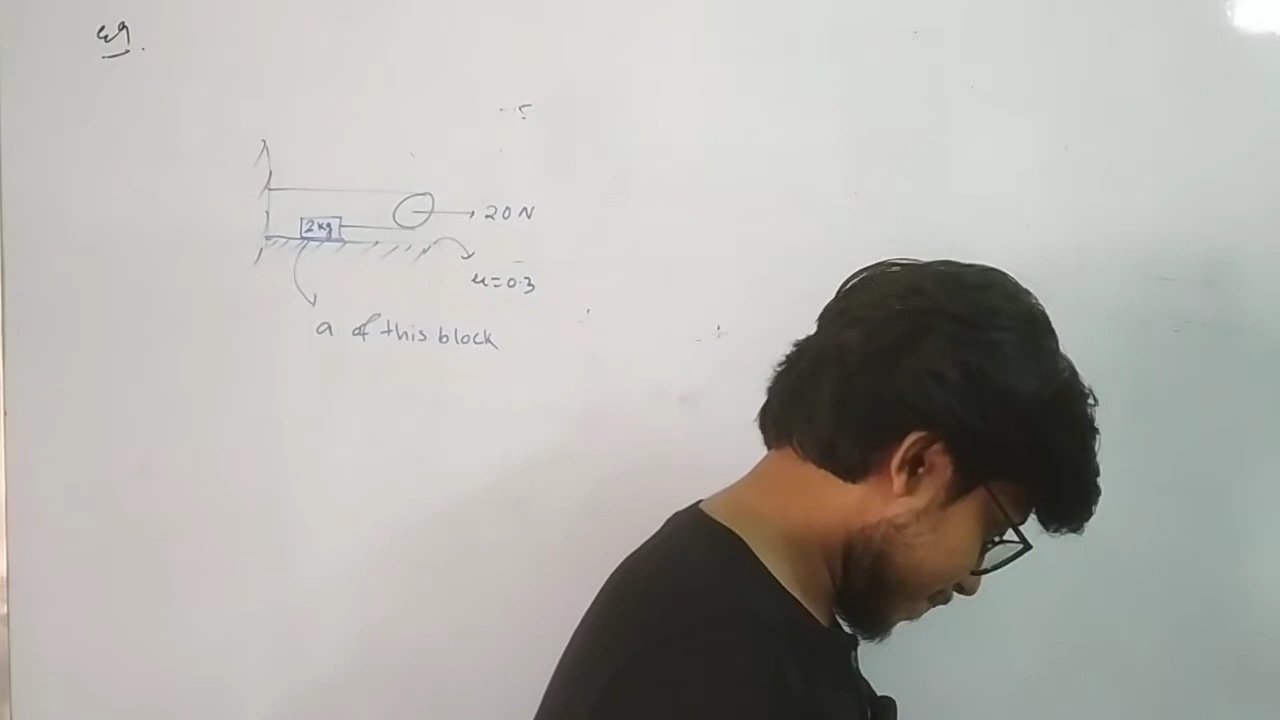 eg.
2kg
20 N
μ=0.3
a of this block